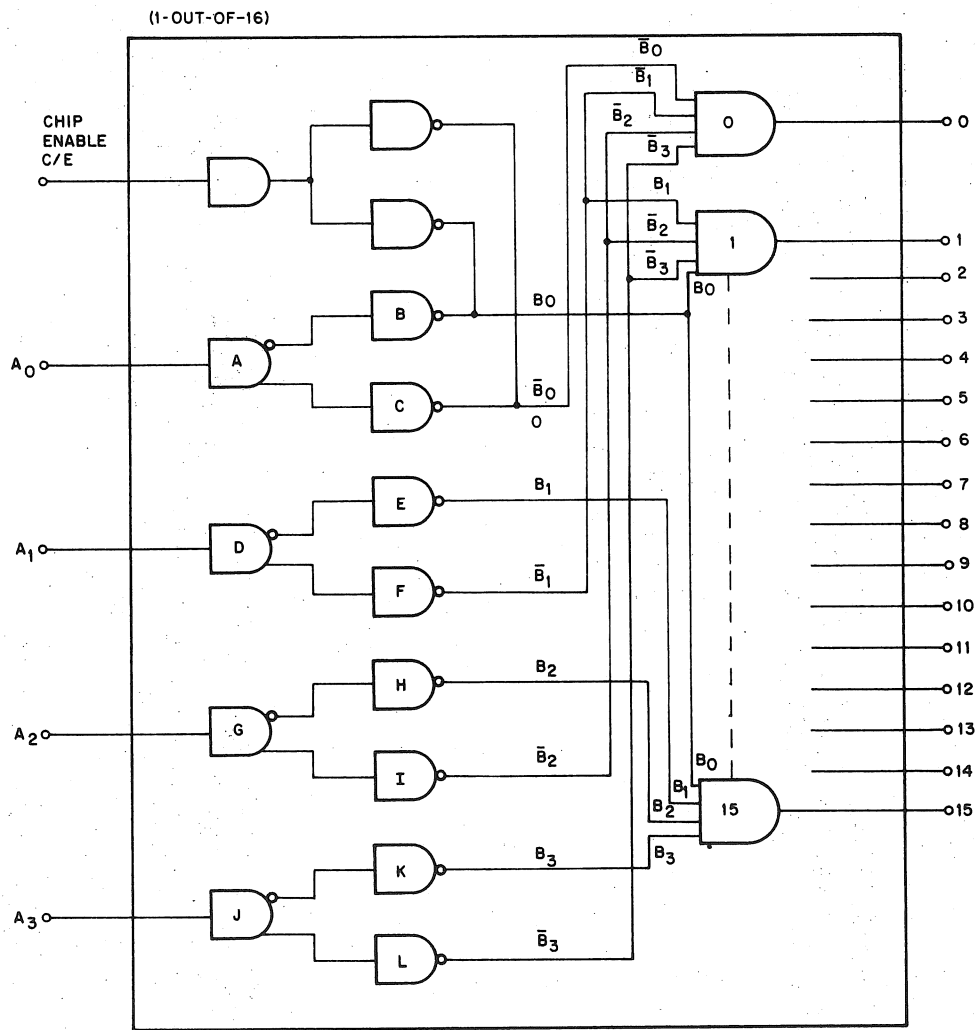 (1-OUT-OF-16)
B̅0
B̅1
B̅2
B̅3
0
0
CHIP
ENABLE
C/E
B1
B̅2
B̅3
B0
1
1
2
3
4
5
6
7
8
9
10
11
12
13
14
15
A0
A
B
B0
C
B̅0
0
A1
D
E
B1
F
B̅1
A2
G
H
B2
I
B̅2
B0
B1
B2
B3
15
A3
J
K
B3
L
B̅3